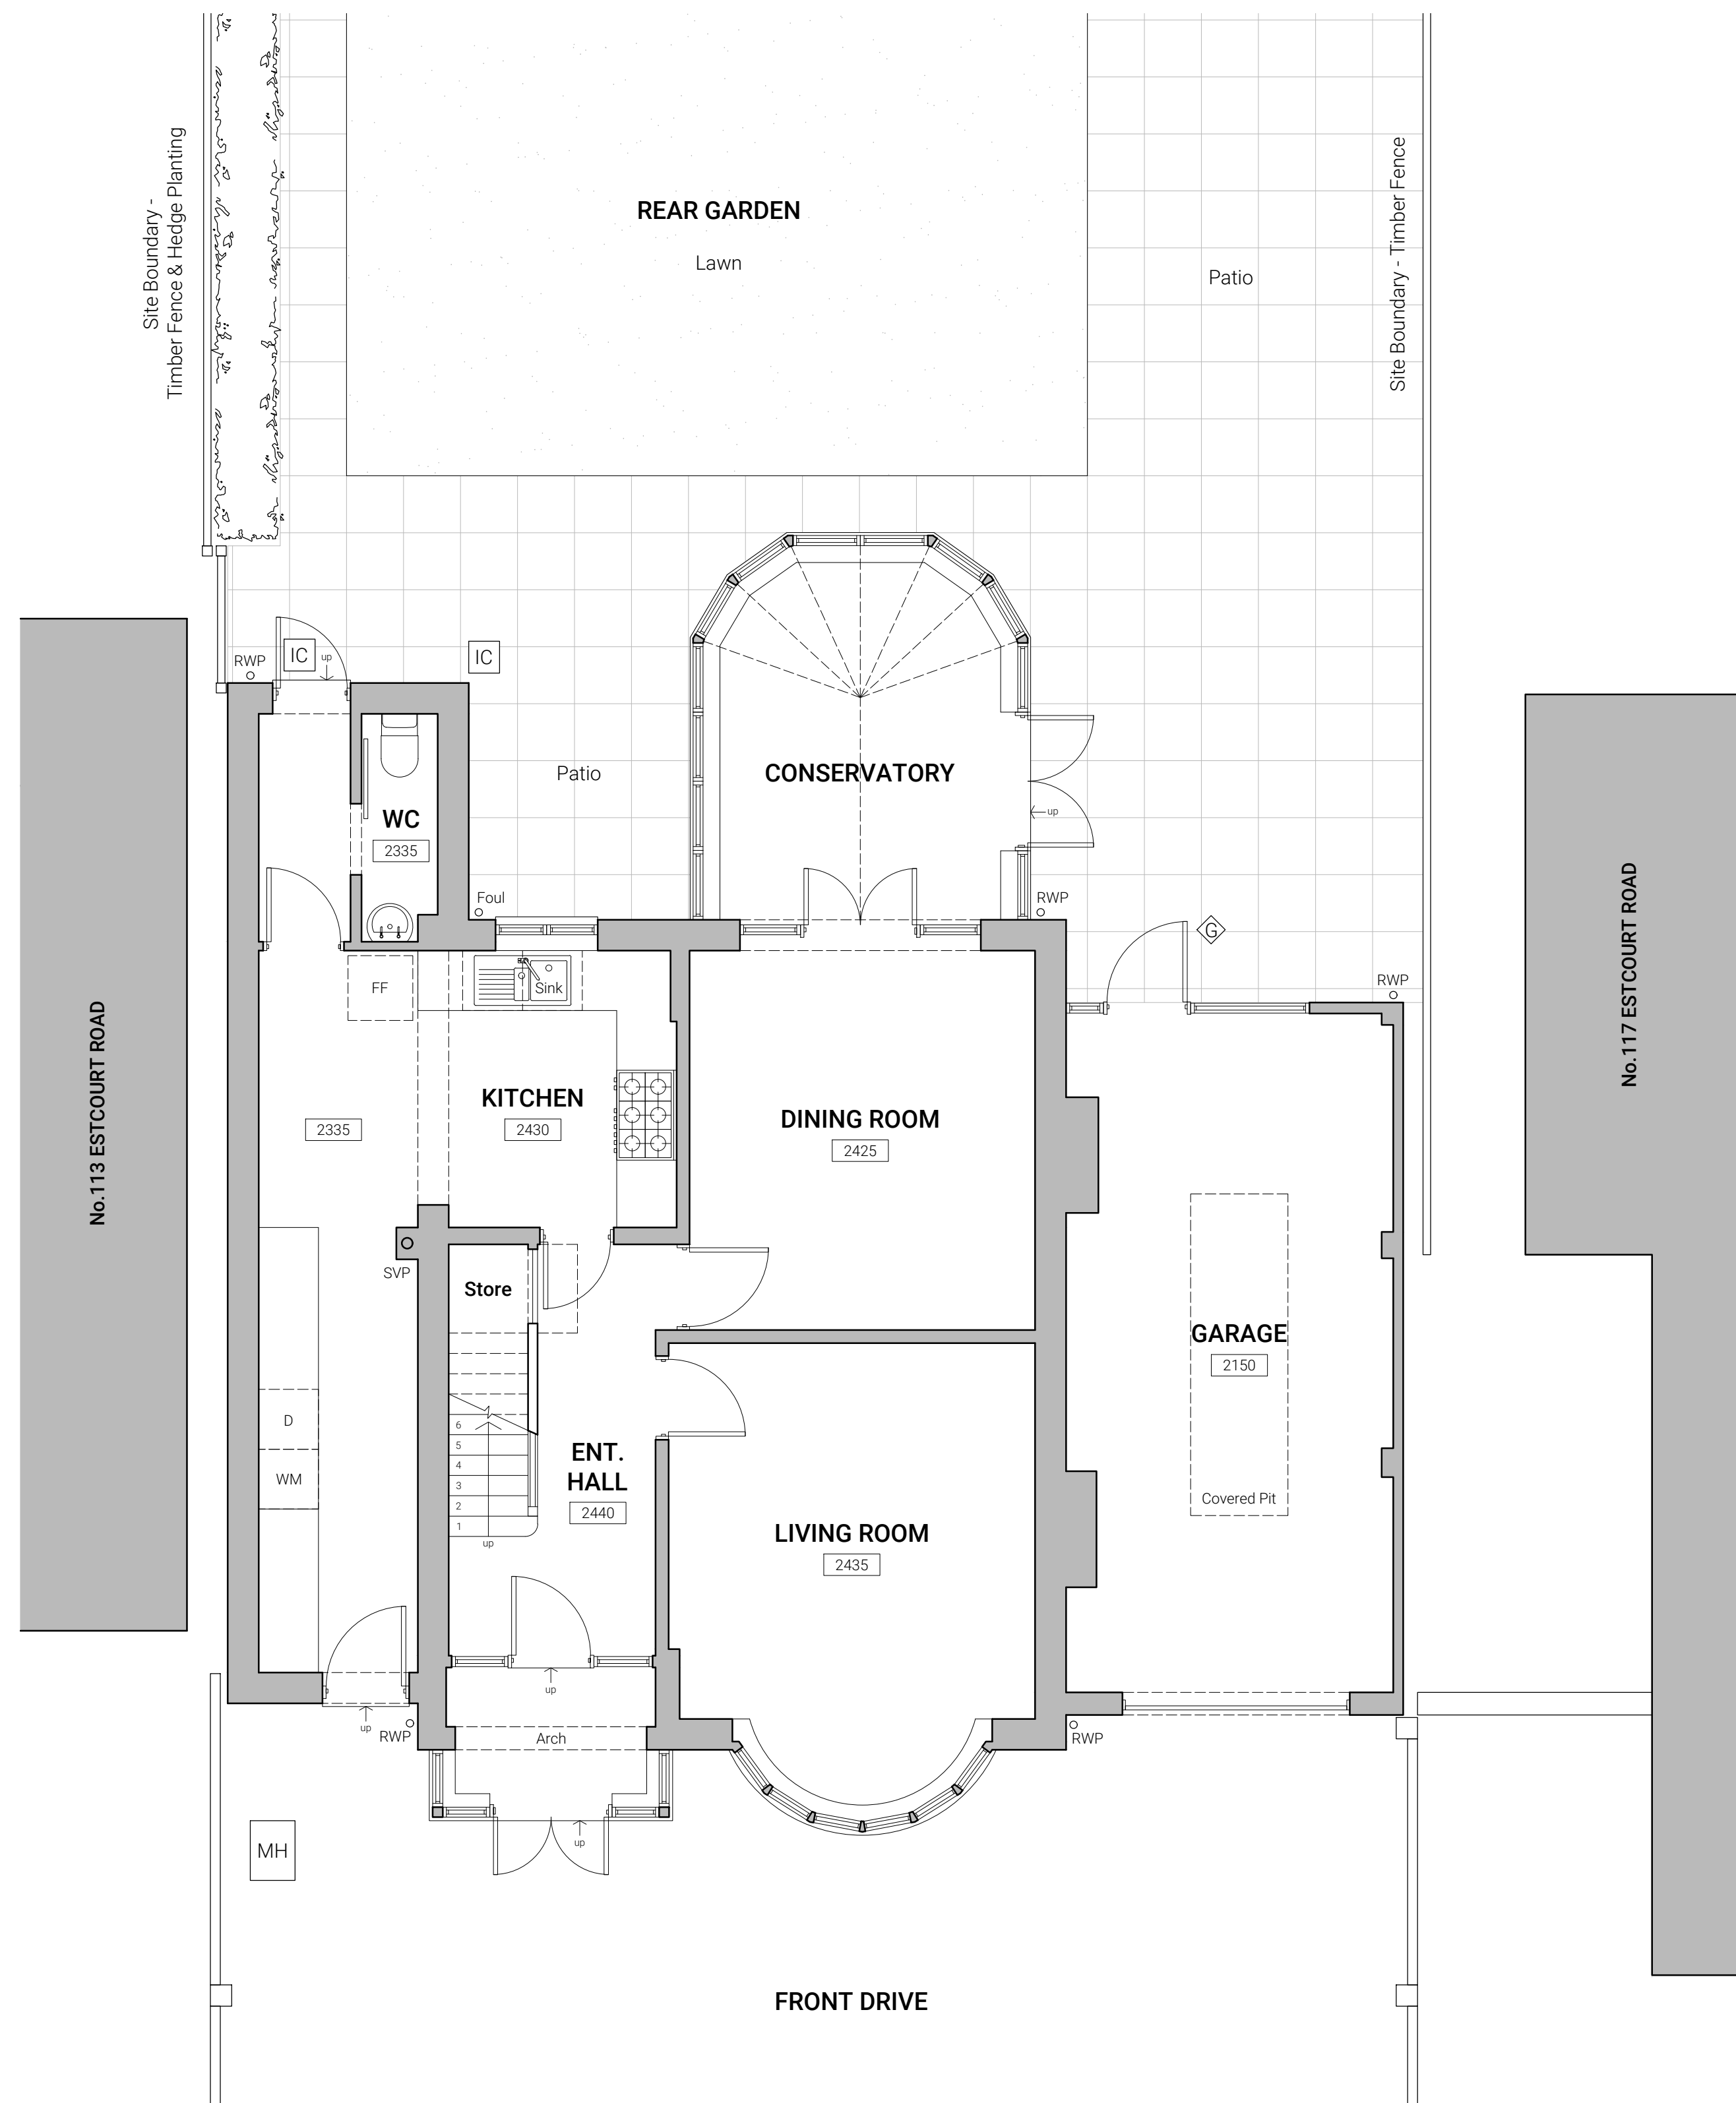 Site Boundary -
Timber Fence & Hedge Planting
REAR GARDEN
Lawn
Patio
Site Boundary - Timber Fence
RWP
IC
up
IC
Patio
CONSERVATORY
up
WC
2335
Foul
RWP
G
RWP
FF
Sink
KITCHEN
2430
2335
DINING ROOM
2425
No.113 ESTCOURT ROAD
No.117 ESTCOURT ROAD
SVP
Store
GARAGE
2150
Covered Pit
D
WM
6
5
4
3
2
1
up
ENT.
HALL
2440
LIVING ROOM
2435
up
up
RWP
Arch
RWP
up
MH
FRONT DRIVE